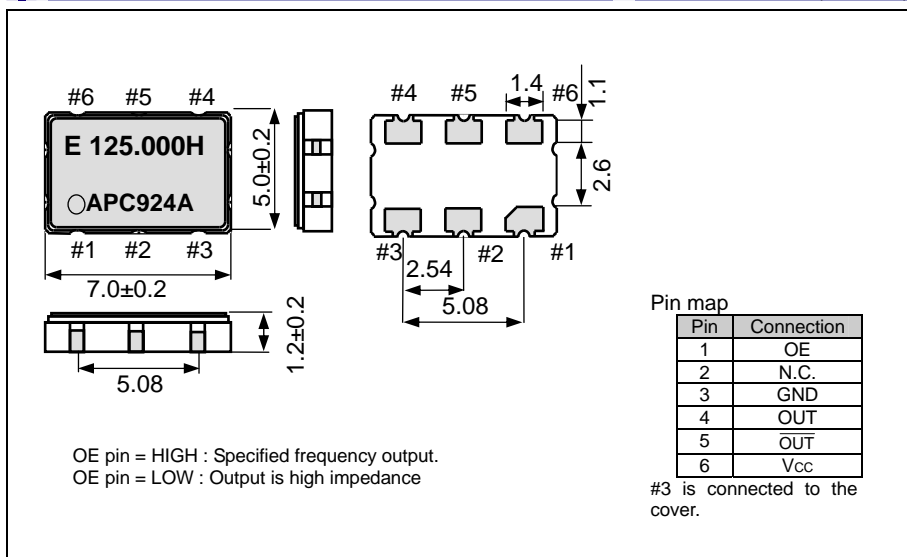 #6 #5 #4
E 125.000H
○APC924A
#1 #2 #3
5.0±0.2
7.0±0.2
1.2±0.2
5.08
#4 #5 #6
1.4
1.1
2.6
#3 #2 #1
2.54
5.08
OE pin = HIGH : Specified frequency output.
OE pin = LOW : Output is high impedance
Pin map
Pin Connection
1 OE
2 N.C.
3 GND
4 OUT
5 O̅U̅T̅
6 Vcc
#3 is connected to the
cover.